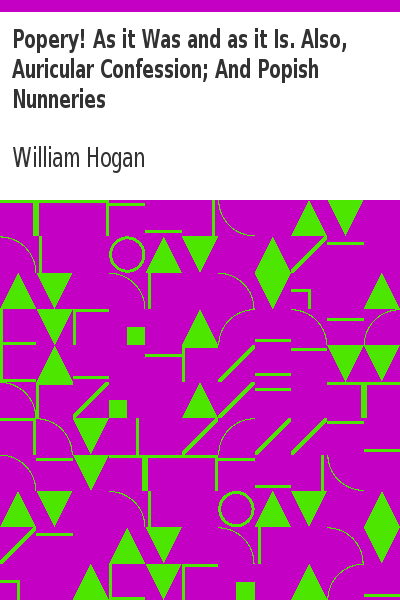 Popery! As it Was and as it Is. Also,
Auricular Confession; And Popish
Nunneries
William Hogan